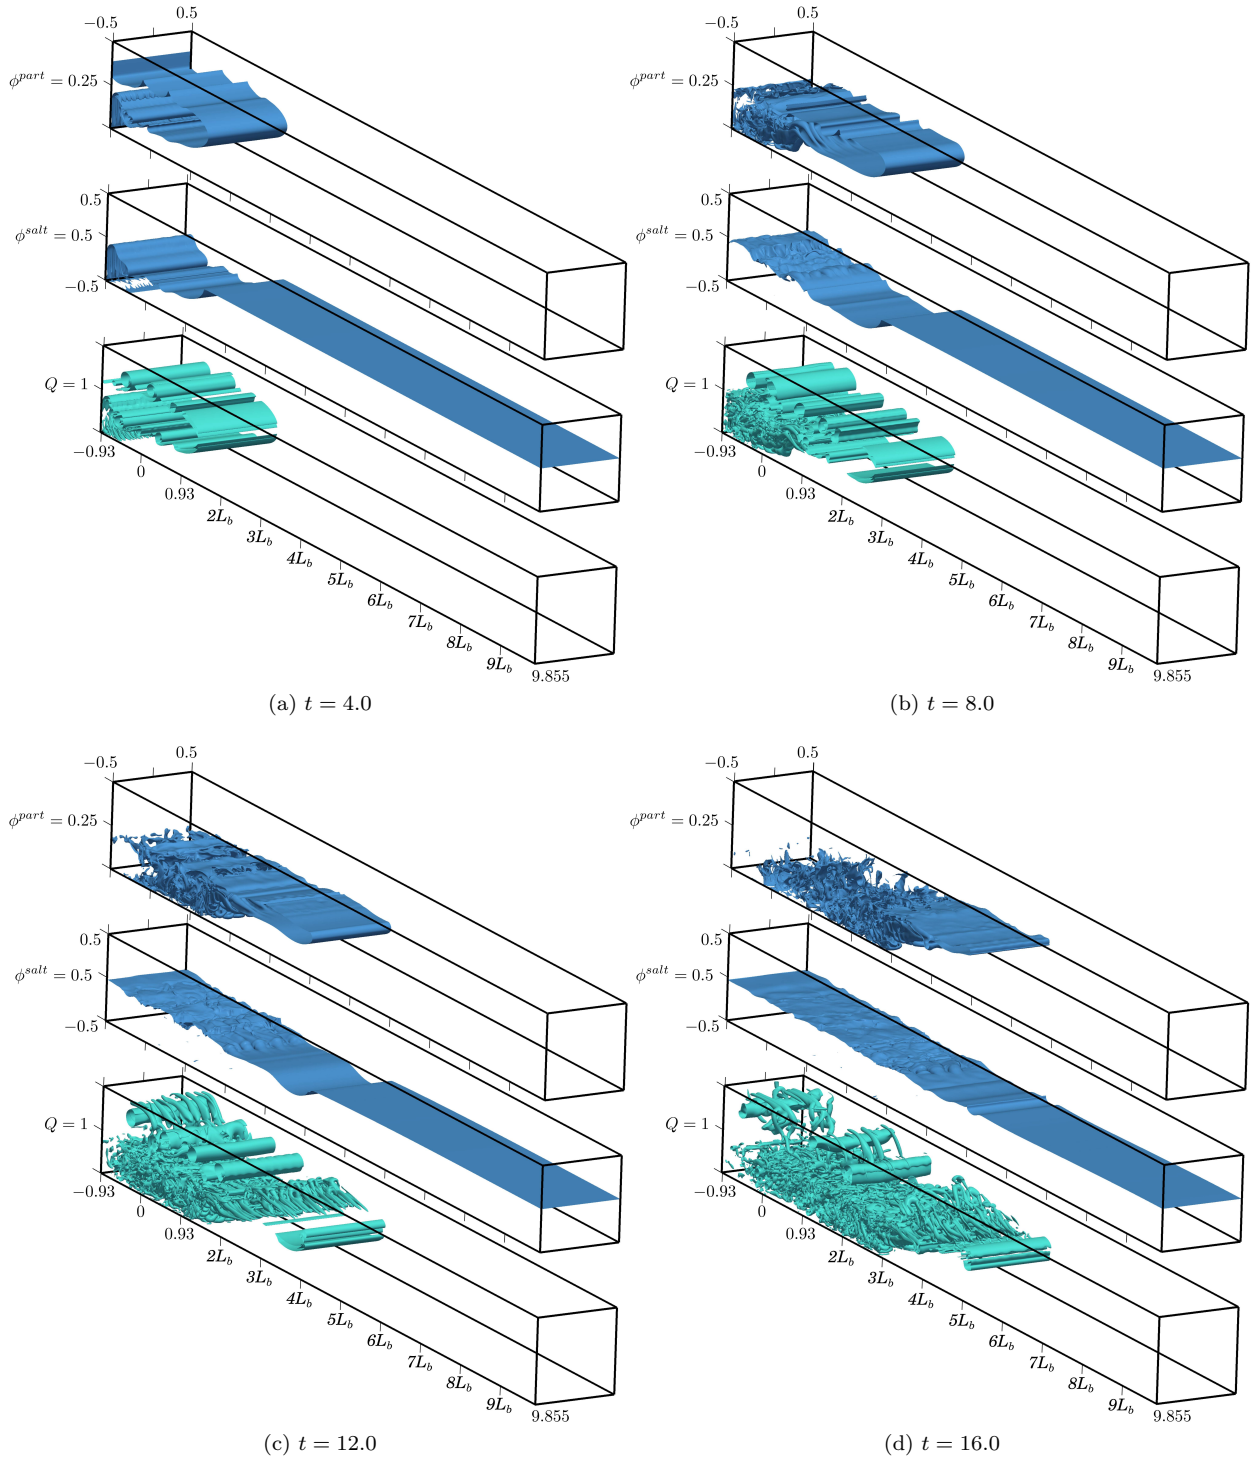 −0.5 0.5
ϕ^part = 0.25
0.5
ϕ^salt = 0.5
−0.5
Q = 1
−0.93
0
0.93
2L_b
3L_b
4L_b
5L_b
6L_b
7L_b
8L_b
9L_b
9.855
(a) t = 4.0
−0.5 0.5
ϕ^part = 0.25
0.5
ϕ^salt = 0.5
−0.5
Q = 1
−0.93
0
0.93
2L_b
3L_b
4L_b
5L_b
6L_b
7L_b
8L_b
9L_b
9.855
(b) t = 8.0
−0.5 0.5
ϕ^part = 0.25
0.5
ϕ^salt = 0.5
−0.5
Q = 1
−0.93
0
0.93
2L_b
3L_b
4L_b
5L_b
6L_b
7L_b
8L_b
9L_b
9.855
(c) t = 12.0
−0.5 0.5
ϕ^part = 0.25
0.5
ϕ^salt = 0.5
−0.5
Q = 1
−0.93
0
0.93
2L_b
3L_b
4L_b
5L_b
6L_b
7L_b
8L_b
9L_b
9.855
(d) t = 16.0